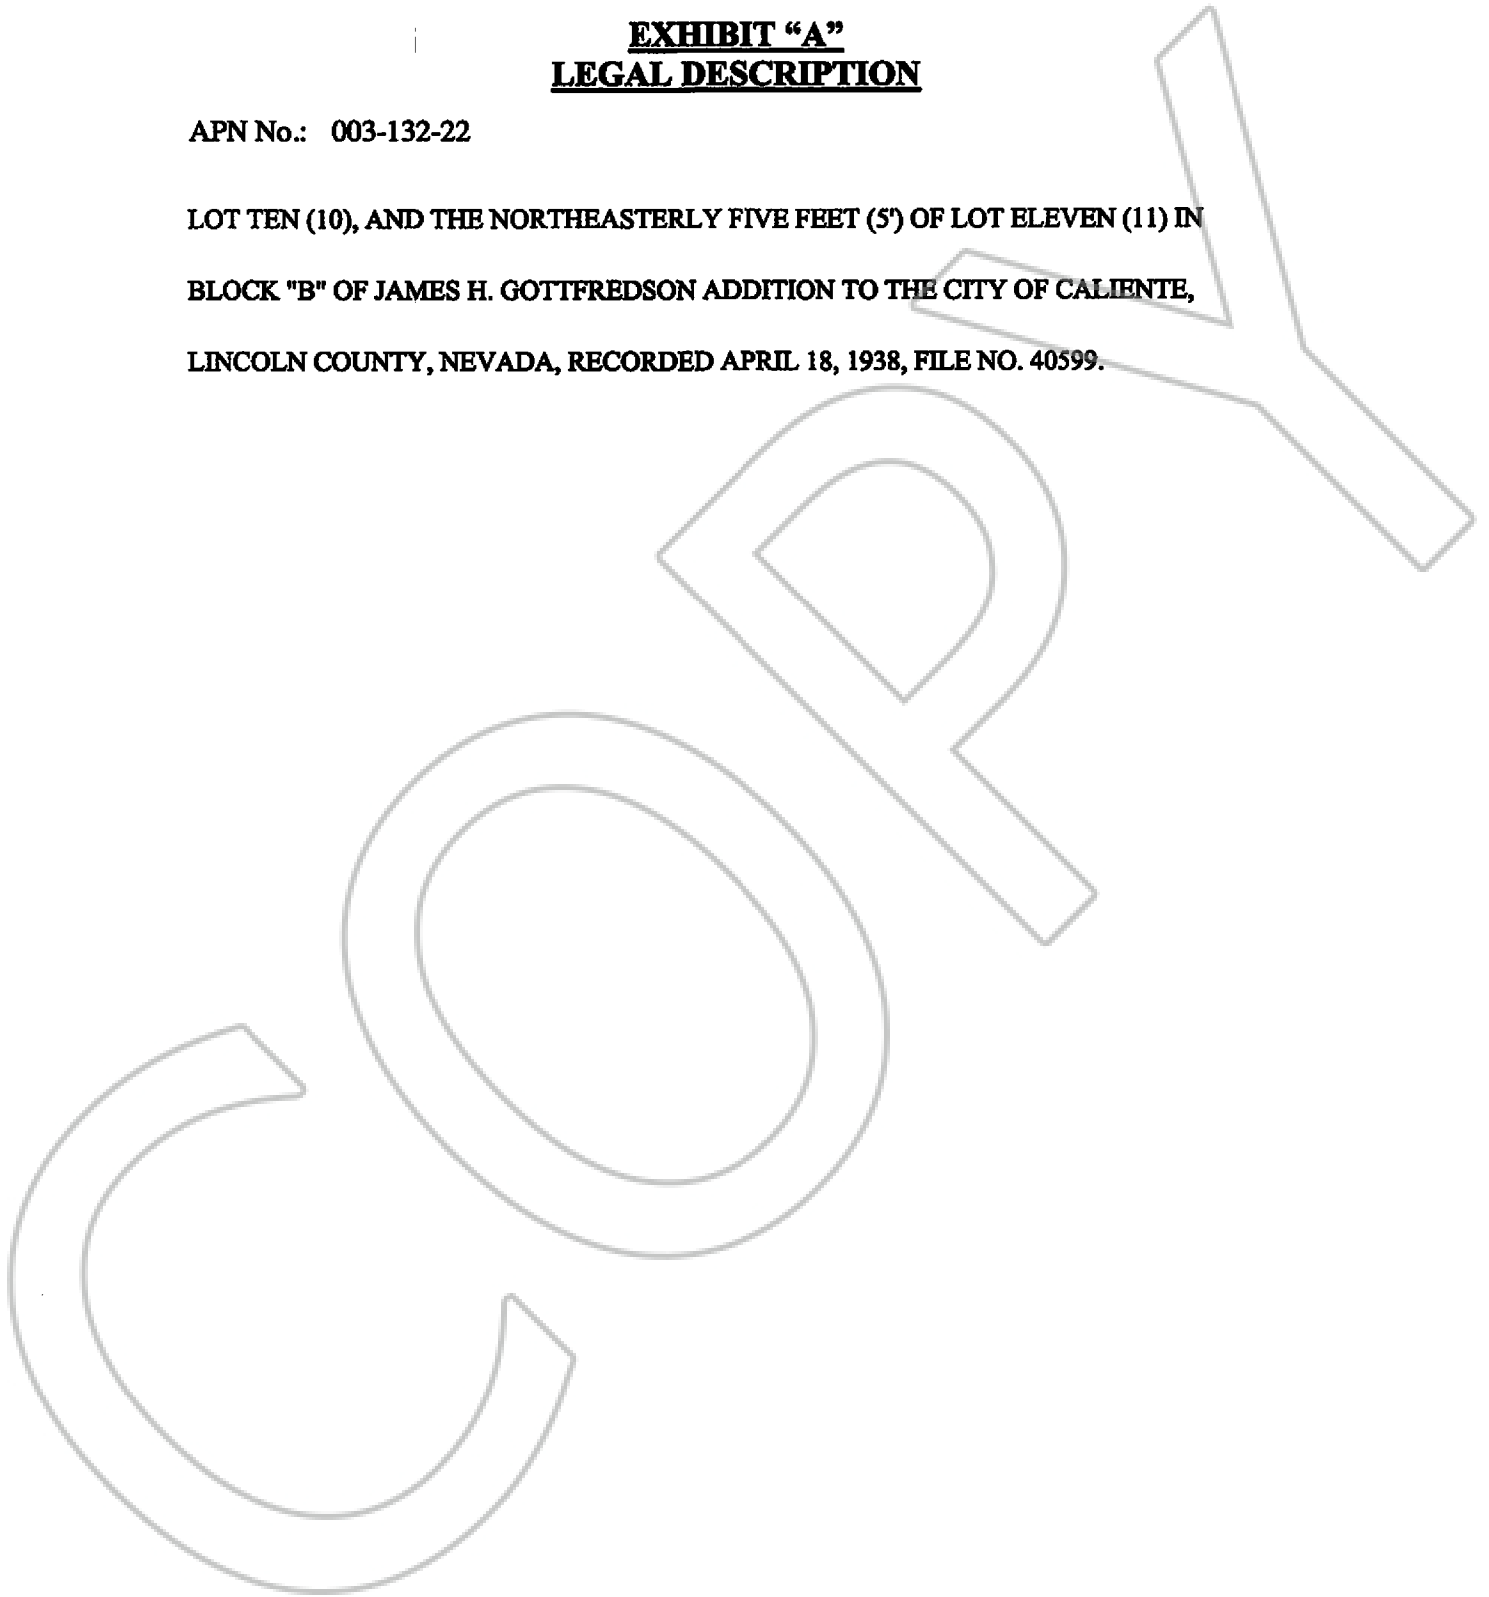 EXHIBIT “A”
LEGAL DESCRIPTION
APN No.: 003-132-22
LOT TEN (10), AND THE NORTHEASTERLY FIVE FEET (5') OF LOT ELEVEN (11) IN
BLOCK "B" OF JAMES H. GOTTFREDSON ADDITION TO THE CITY OF CALIENTE,
LINCOLN COUNTY, NEVADA, RECORDED APRIL 18, 1938, FILE NO. 40599.
COPY